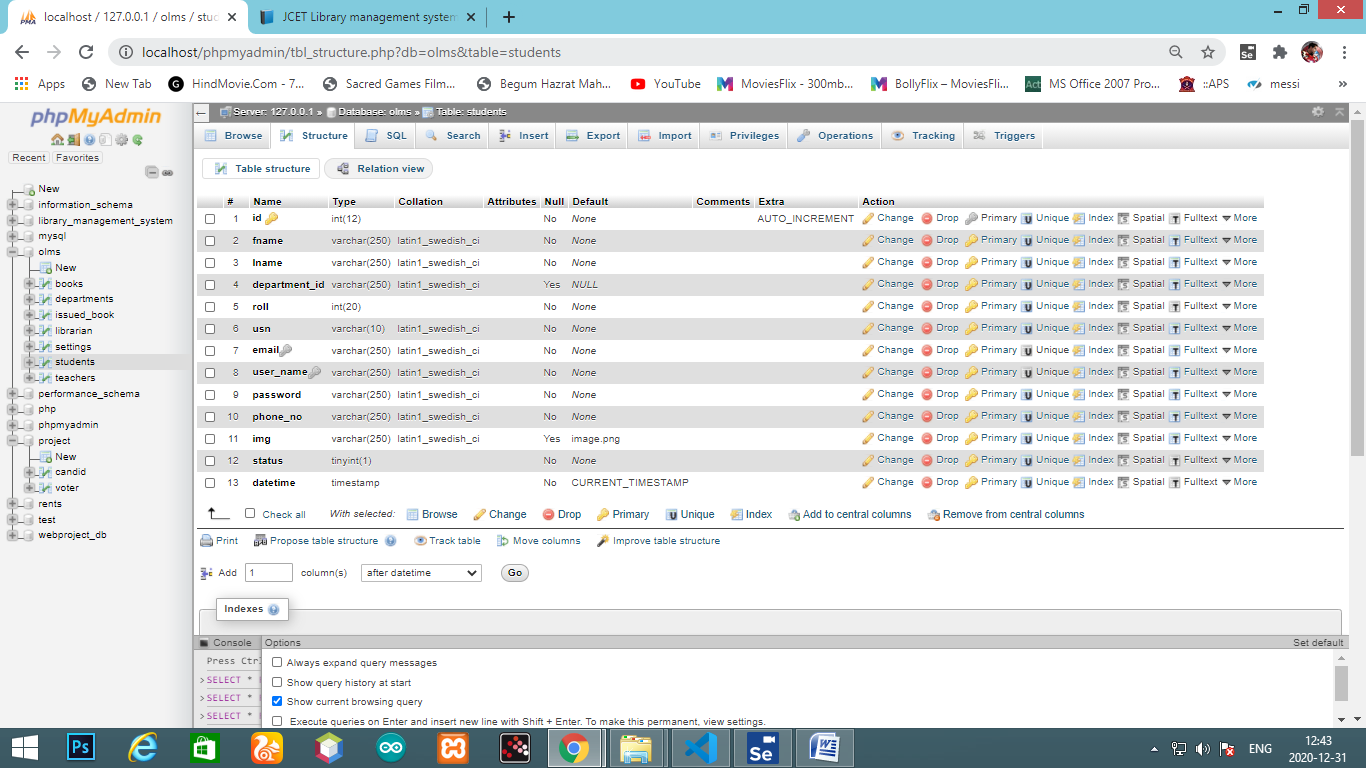 localhost / 127.0.0.1 / olms / stud
JCET Library management system
localhost/phpmyadmin/tbl_structure.php?db=olms&table=students
Apps New Tab HindMovie.Com - 7... Sacred Games Film... Begum Hazrat Mah... YouTube MoviesFlix - 300mb... BollyFlix – MoviesFli... MS Office 2007 Pro... ::APS messi »
phpMyAdmin
Recent Favorites
New
information_schema
library_management_system
mysql
olms
New
books
departments
issued_book
librarian
settings
students
teachers
performance_schema
php
phpmyadmin
project
New
candid
voter
rents
test
webproject_db
Server: 127.0.0.1 » Database: olms » Table: students
Browse Structure SQL Search Insert Export Import Privileges Operations Tracking Triggers
Table structure Relation view
# Name Type Collation Attributes Null Default Comments Extra Action
1 id int(12) No None AUTO_INCREMENT Change Drop Primary Unique Index Spatial Fulltext More
2 fname varchar(250) latin1_swedish_ci No None Change Drop Primary Unique Index Spatial Fulltext More
3 lname varchar(250) latin1_swedish_ci No None Change Drop Primary Unique Index Spatial Fulltext More
4 department_id varchar(250) latin1_swedish_ci Yes NULL Change Drop Primary Unique Index Spatial Fulltext More
5 roll int(20) No None Change Drop Primary Unique Index Spatial Fulltext More
6 usn varchar(10) latin1_swedish_ci No None Change Drop Primary Unique Index Spatial Fulltext More
7 email varchar(250) latin1_swedish_ci No None Change Drop Primary Unique Index Spatial Fulltext More
8 user_name varchar(250) latin1_swedish_ci No None Change Drop Primary Unique Index Spatial Fulltext More
9 password varchar(250) latin1_swedish_ci No None Change Drop Primary Unique Index Spatial Fulltext More
10 phone_no varchar(250) latin1_swedish_ci No None Change Drop Primary Unique Index Spatial Fulltext More
11 img varchar(250) latin1_swedish_ci Yes image.png Change Drop Primary Unique Index Spatial Fulltext More
12 status tinyint(1) No None Change Drop Primary Unique Index Spatial Fulltext More
13 datetime timestamp No CURRENT_TIMESTAMP Change Drop Primary Unique Index Spatial Fulltext More
Check all With selected: Browse Change Drop Primary Unique Index Add to central columns Remove from central columns
Print Propose table structure Track table Move columns Improve table structure
Add 1 column(s) after datetime Go
Indexes
Console Options Set default
Press Ctrl
>SELECT *
>SELECT *
>SELECT *
Always expand query messages
Show query history at start
Show current browsing query
Execute queries on Enter and insert new line with Shift + Enter. To make this permanent, view settings.
Ps Se W
ENG
12:43
2020-12-31